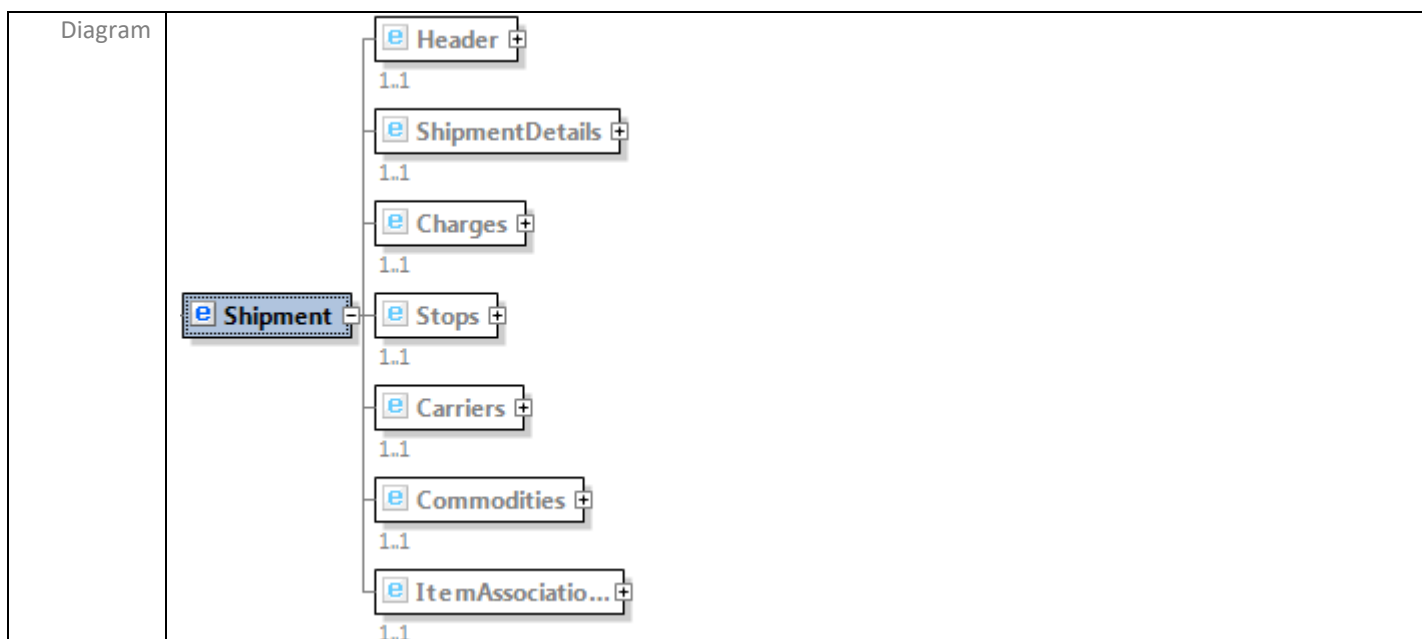 Diagram
e Header
1..1
e ShipmentDetails
1..1
e Charges
1..1
e Shipment
e Stops
1..1
e Carriers
1..1
e Commodities
1..1
e ItemAssociatio...
1..1